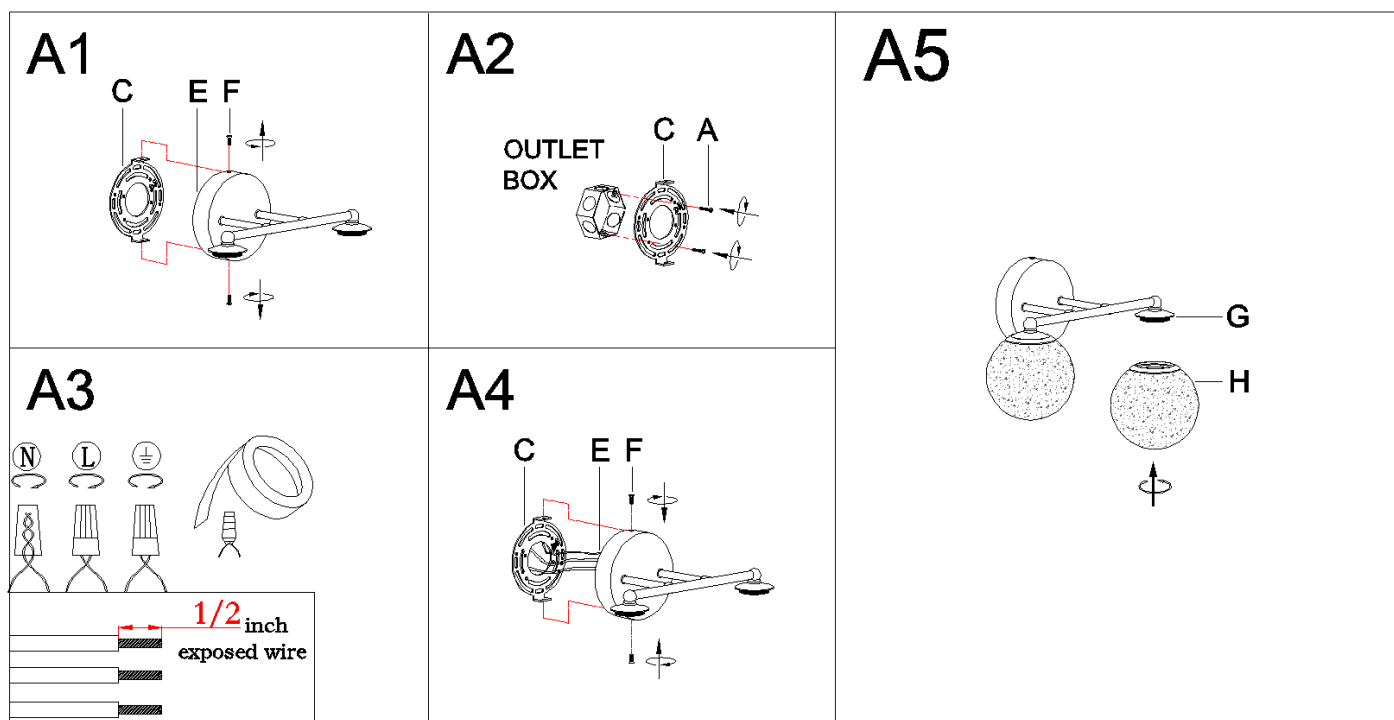 A1
C E F
A2
C A
OUTLET
BOX
A5
G
H
A3
N L
1/2 inch
exposed wire
A4
C E F